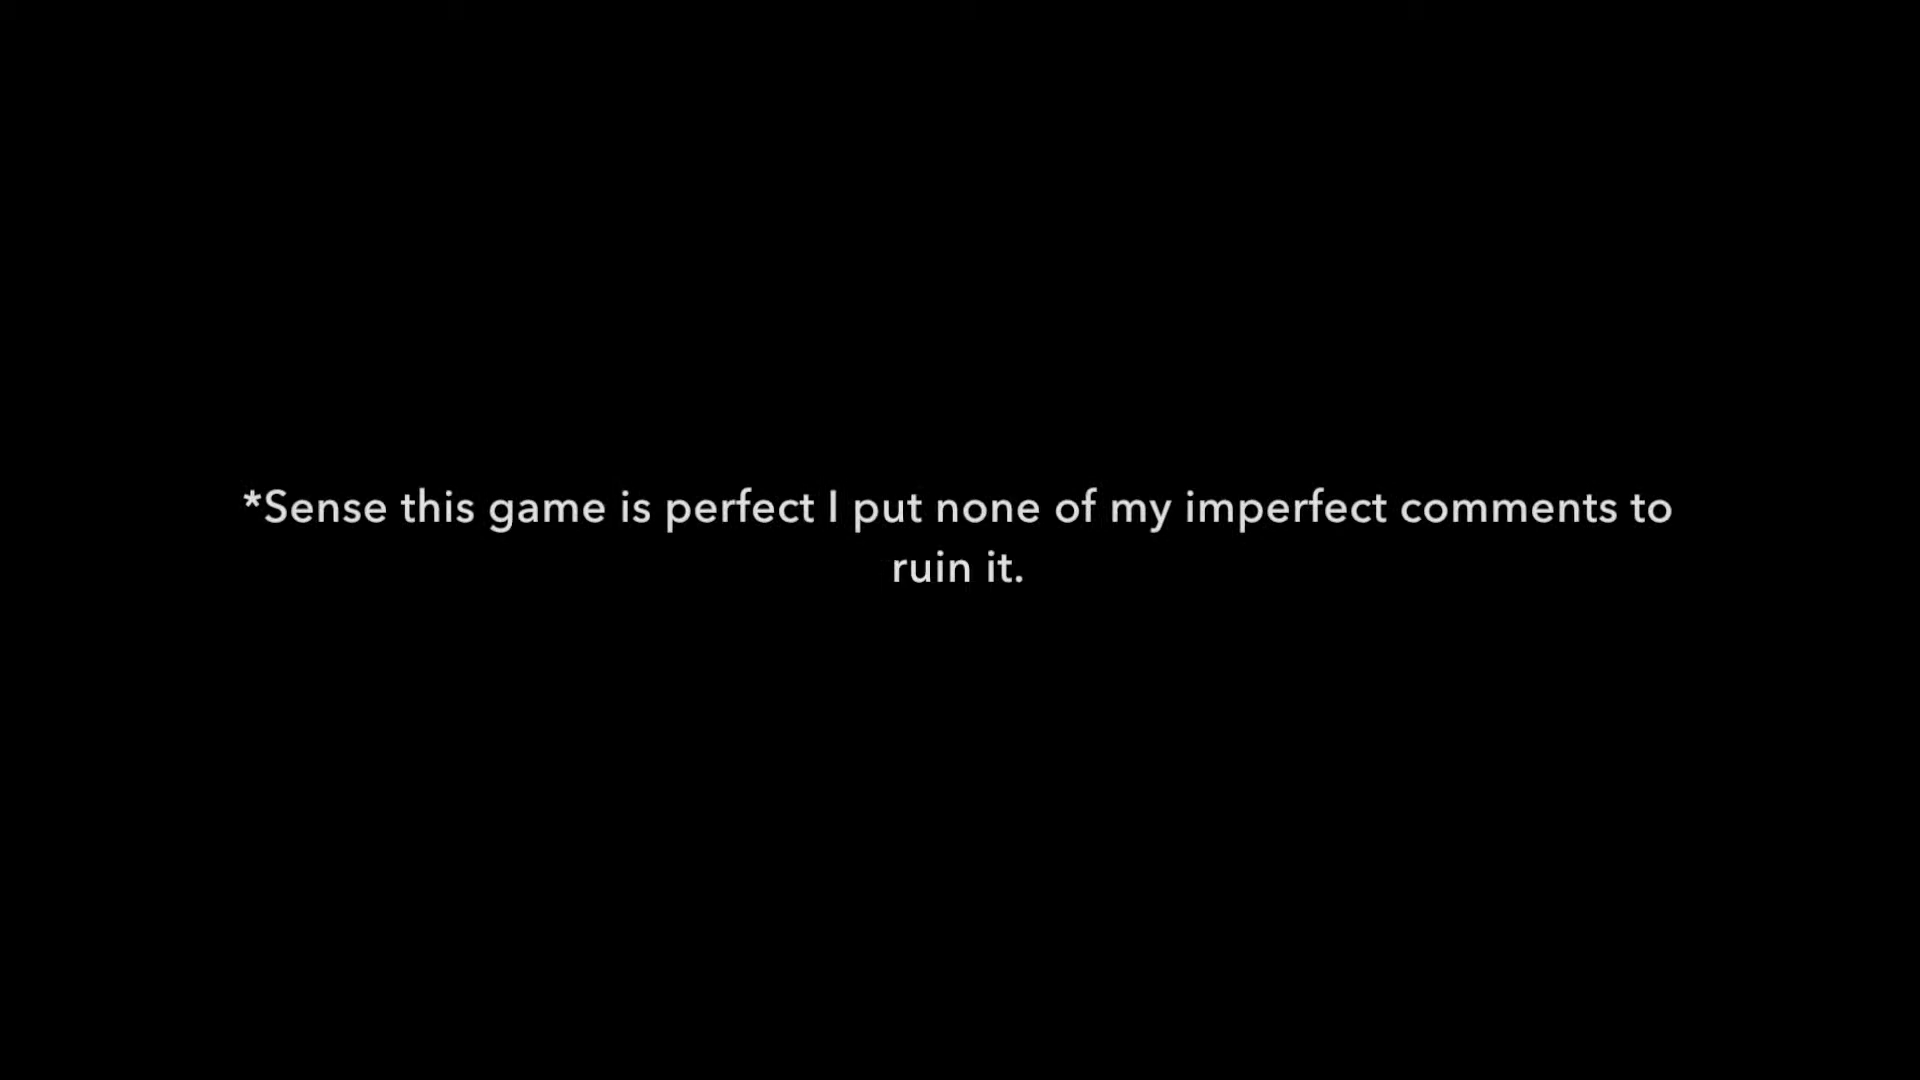 *Sense this game is perfect I put none of my imperfect comments to
ruin it.